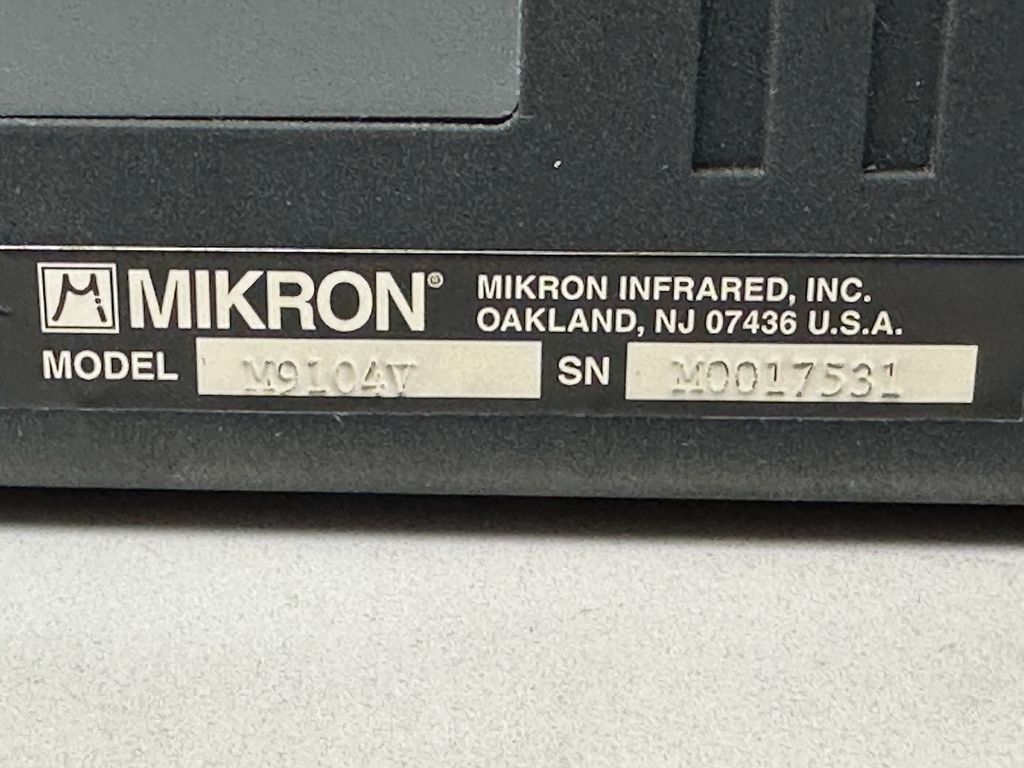 MIKRON®
MIKRON INFRARED, INC.
OAKLAND, NJ 07436 U.S.A.
MODEL M9104V SN M0017531